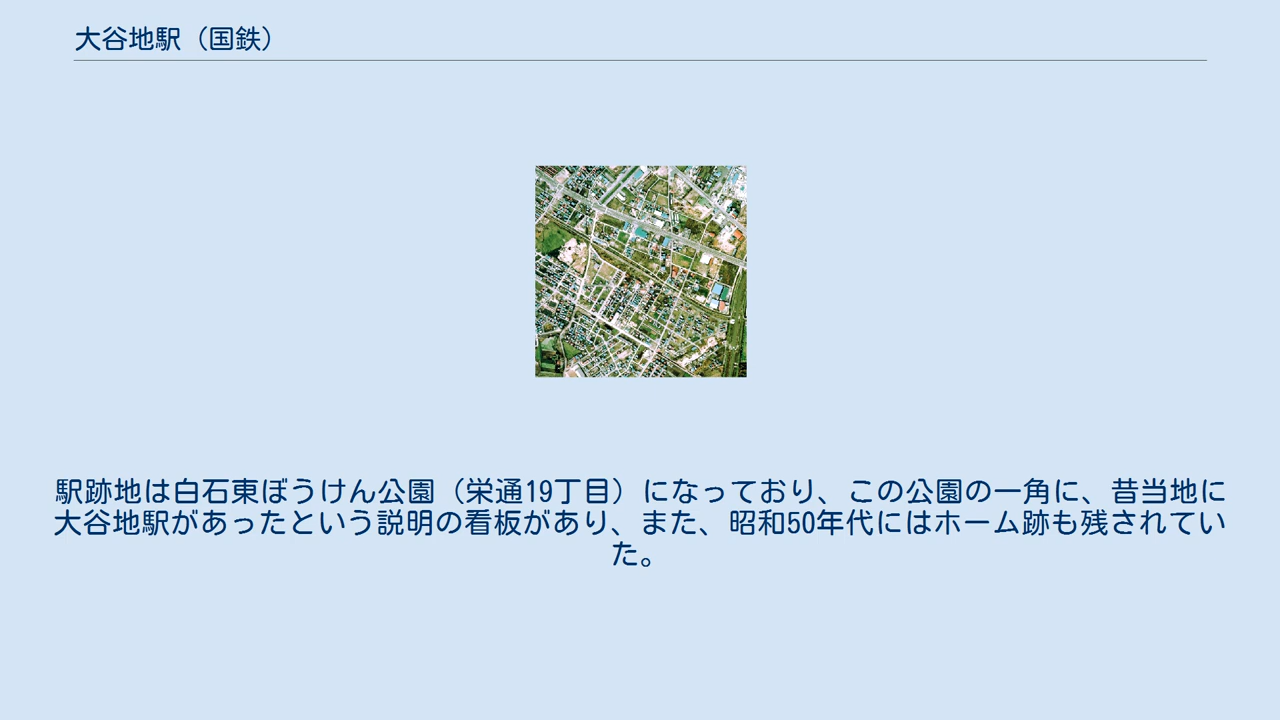 大谷地駅（国鉄）
駅跡地は白石東ぼうけん公園（栄通19丁目）になっており、この公園の一角に、昔当地に
大谷地駅があったという説明の看板があり、また、昭和50年代にはホーム跡も残されてい
た。